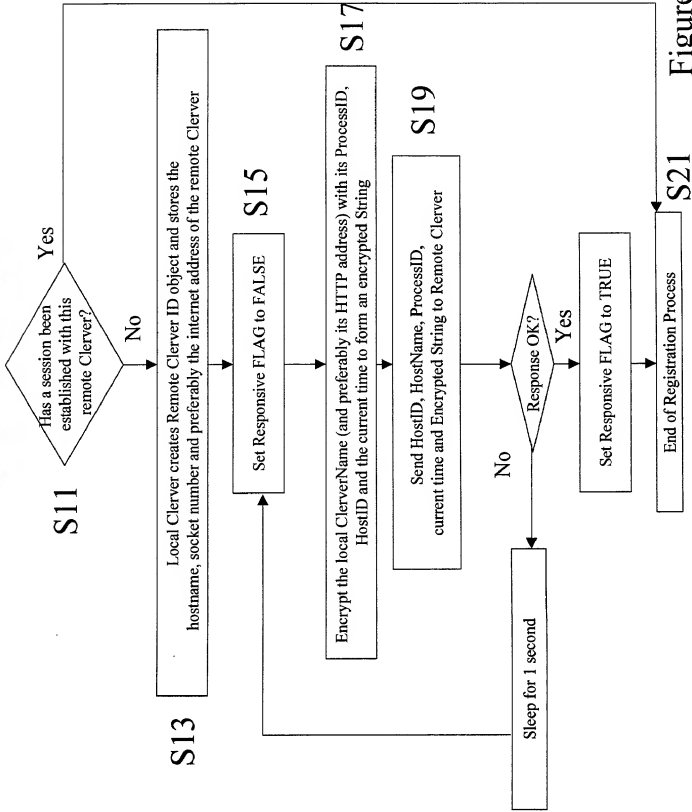 Has a session been
established with this
remote Clerver?
Yes
S11
No
Local Clerver creates Remote Clerver ID object and stores the
hostname, socket number and preferably the internet address of the remote Clerver
S13
Set Responsive FLAG to FALSE
S15
Encrypt the local ClerverName (and preferably its HTTP address) with its ProcessID,
HostID and the current time to form an encrypted String
S17
Send HostID, HostName, ProcessID,
current time and Encrypted String to Remote Clerver
S19
Response OK?
No
Yes
Sleep for 1 second
Set Responsive FLAG to TRUE
End of Registration Process
S21
Figure